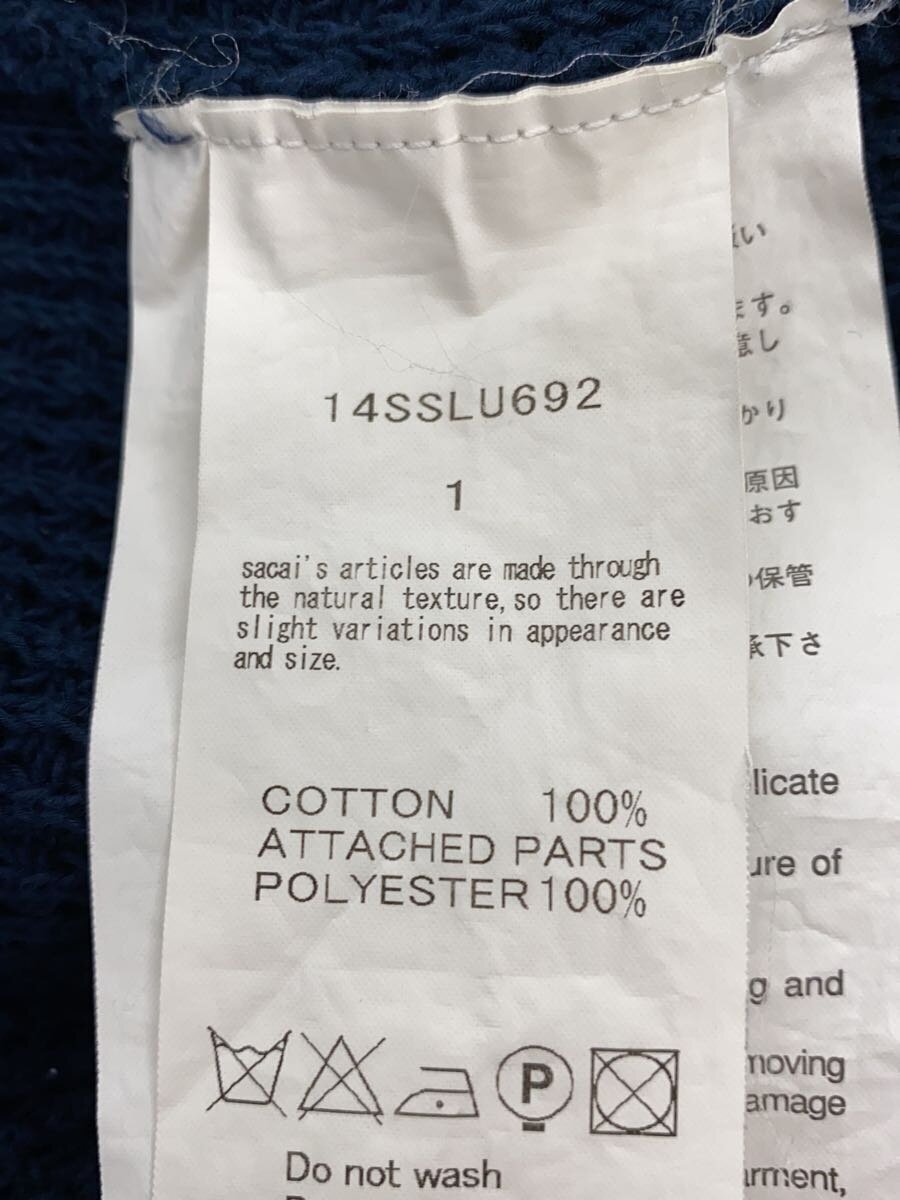 14SSLU692
1
sacai's articles are made through
the natural texture, so there are
slight variations in appearance
and size.
COTTON 100%
ATTACHED PARTS
POLYESTER 100%
P
Do not wash
い
ます。
意し
かり
原因
おす
保管
承下さ
licate
ure of
g and
moving
amage
rment,